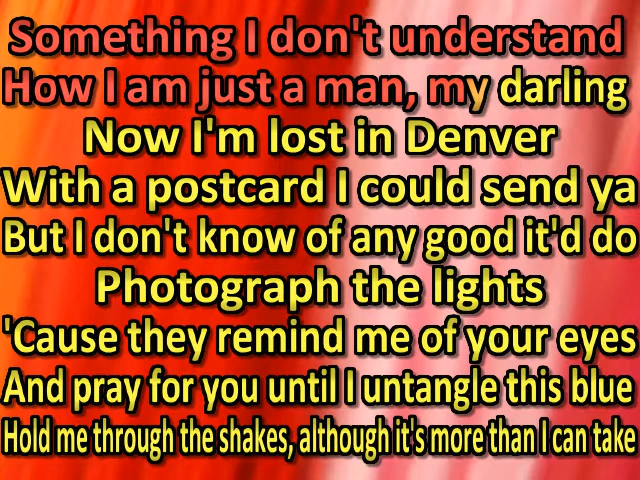 Something I don't understand
How I am just a man, my darling
Now I'm lost in Denver
With a postcard I could send ya
But I don't know of any good it'd do
Photograph the lights
'Cause they remind me of your eyes
And pray for you until I untangle this blue
Hold me through the shakes, although it's more than I can take